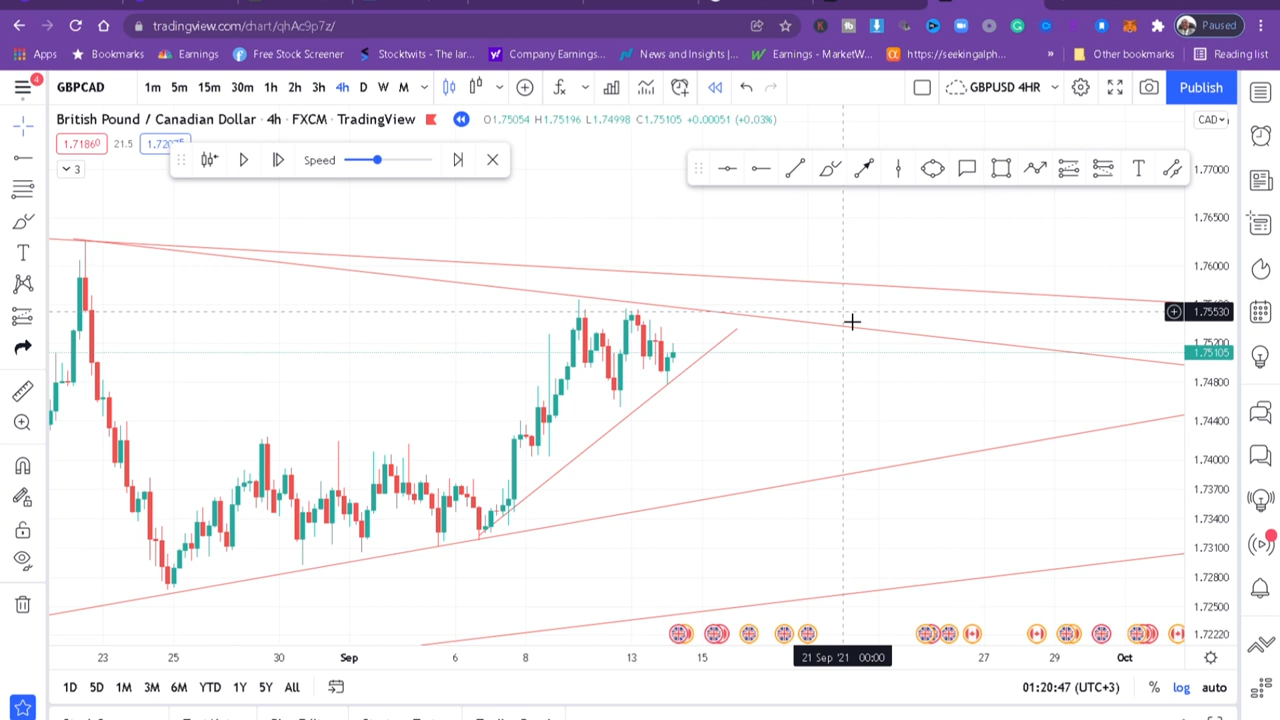 tradingview.com/chart/qhAc9p7z/
Paused
Apps Bookmarks Earnings Free Stock Screener Stocktwits - The lar... Company Earnings... News and Insights |... Earnings - MarketW... https://seekingalph... » Other bookmarks Reading list
4 GBPCAD 1m 5m 15m 30m 1h 2h 3h 4h D W M GBPUSD 4HR Publish
British Pound / Canadian Dollar · 4h · FXCM · TradingView O1.75054 H1.75196 L1.74998 C1.75105 +0.00051 (+0.03%) CAD
1.71860 21.5
Speed
3
1.77000
1.76500
1.76000
1.75530
1.75200
1.75105
1.74800
1.74400
1.74000
1.73700
1.73400
1.73100
1.72800
1.72500
1.72220
23 25 30 Sep 6 8 13 15 21 Sep '21 00:00 27 29 Oct
1D 5D 1M 3M 6M YTD 1Y 5Y All 01:20:47 (UTC+3) % log auto